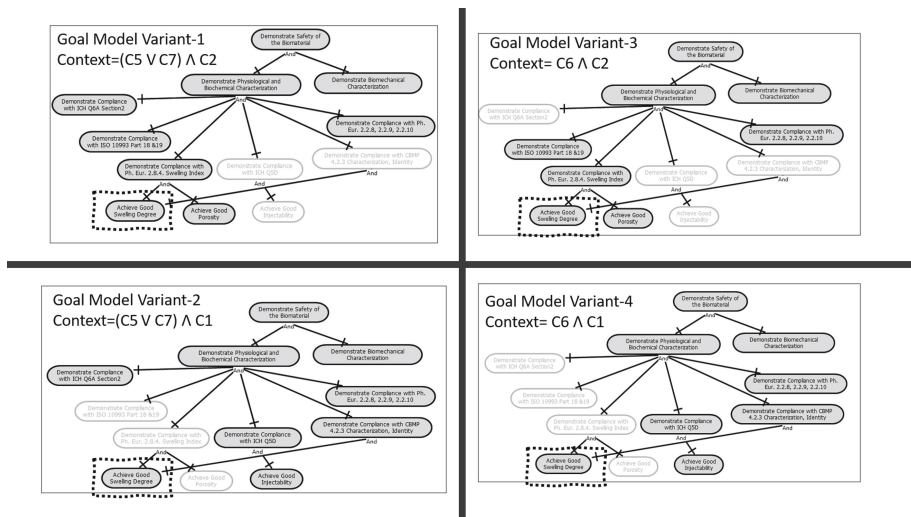 Goal Model Variant-1
Context=(C5 V C7) Λ C2
Demonstrate Safety of
the Biomaterial
And
Demonstrate Physiological and
Biochemical Characterization
Demonstrate Biomechanical
Characterization
And
Demonstrate Compliance
with ICH Q6A Section2
Demonstrate Compliance with Ph.
Eur. 2.2.8, 2.2.9, 2.2.10
Demonstrate Compliance
with ISO 10993 Part 18 &19
Demonstrate Compliance with CBMP
4.2.3 Characterization, Identity
Demonstrate Compliance with
Ph. Eur. 2.8.4. Swelling Index
Demonstrate Compliance
with ICH Q5D
And
And
And
Achieve Good
Swelling Degree
Achieve Good
Porosity
Achieve Good
Injectability
Goal Model Variant-3
Context= C6 Λ C2
Demonstrate Safety of
the Biomaterial
And
Demonstrate Physiological and
Biochemical Characterization
Demonstrate Biomechanical
Characterization
And
Demonstrate Compliance
with ICH Q6A Section2
Demonstrate Compliance with Ph.
Eur. 2.2.8, 2.2.9, 2.2.10
Demonstrate Compliance
with ISO 10993 Part 18 &19
Demonstrate Compliance with CBMP
4.2.3 Characterization, Identity
Demonstrate Compliance with
Ph. Eur. 2.8.4. Swelling Index
Demonstrate Compliance
with ICH Q5D
And
And
And
Achieve Good
Swelling Degree
Achieve Good
Porosity
Achieve Good
Injectability
Goal Model Variant-2
Context=(C5 V C7) Λ C1
Demonstrate Safety of
the Biomaterial
And
Demonstrate Physiological and
Biochemical Characterization
Demonstrate Biomechanical
Characterization
And
Demonstrate Compliance
with ICH Q6A Section2
Demonstrate Compliance with Ph.
Eur. 2.2.8, 2.2.9, 2.2.10
Demonstrate Compliance
with ISO 10993 Part 18 &19
Demonstrate Compliance with CBMP
4.2.3 Characterization, Identity
Demonstrate Compliance with
Ph. Eur. 2.8.4. Swelling Index
Demonstrate Compliance
with ICH Q5D
And
And
And
Achieve Good
Swelling Degree
Achieve Good
Porosity
Achieve Good
Injectability
Goal Model Variant-4
Context= C6 Λ C1
Demonstrate Safety of
the Biomaterial
And
Demonstrate Physiological and
Biochemical Characterization
Demonstrate Biomechanical
Characterization
And
Demonstrate Compliance
with ICH Q6A Section2
Demonstrate Compliance with Ph.
Eur. 2.2.8, 2.2.9, 2.2.10
Demonstrate Compliance
with ISO 10993 Part 18 &19
Demonstrate Compliance with CBMP
4.2.3 Characterization, Identity
Demonstrate Compliance with
Ph. Eur. 2.8.4. Swelling Index
Demonstrate Compliance
with ICH Q5D
And
And
And
Achieve Good
Swelling Degree
Achieve Good
Porosity
Achieve Good
Injectability